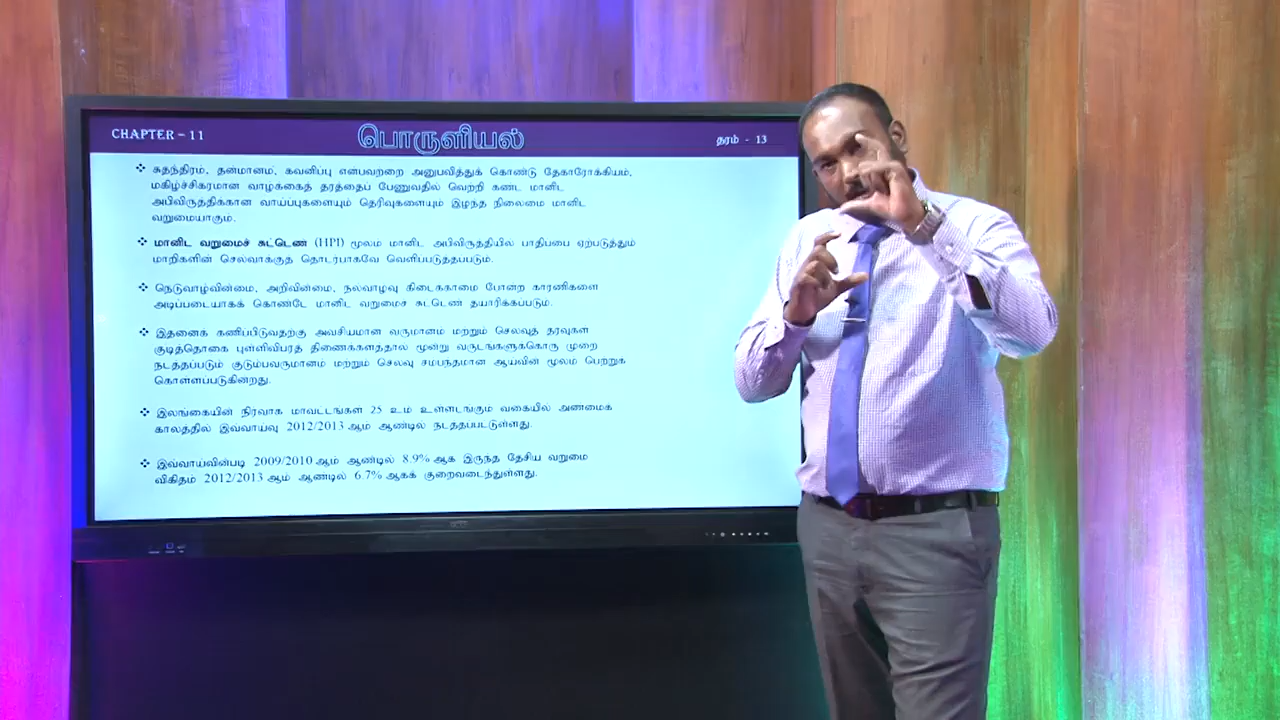 CHAPTER - 11
பொருளியல்
தரம் - 13
❖ சுதந்திரம், தன்மானம், கவனிப்பு என்பவற்றை அனுபவித்துக் கொண்டு தேகாரோக்கியம்,
மகிழ்ச்சிகரமான வாழ்க்கைத் தரத்தைப் பேணுவதில் வெற்றி கண்ட மானிட
அபிவிருத்திக்கான வாய்ப்புகளையும் தெரிவுகளையும் இழந்த நிலைமை மானிட
வறுமையாகும்.
❖ மானிட வறுமைச் சுட்டெண் (HPI) மூலம் மானிட அபிவிருத்தியில் பாதிப்பை ஏற்படுத்தும்
மாறிகளின் செல்வாக்குத் தொடர்பாகவே வெளிப்படுத்தப்படும்.
❖ நெடுவாழ்வின்மை, அறிவின்மை, நல்வாழ்வு கிடைக்காமை போன்ற காரணிகளை
அடிப்படையாகக் கொண்டே மானிட வறுமைச் சுட்டெண் தயாரிக்கப்படும்.
❖ இதனைக் கணிப்பிடுவதற்கு அவசியமான வருமானம் மற்றும் செலவுத் தரவுகள்
குடித்தொகை புள்ளிவிபரத் திணைக்களத்தால் மூன்று வருடங்களுக்கொரு முறை
நடத்தப்படும் குடும்பவருமானம் மற்றும் செலவு சம்பந்தமான ஆய்வின் மூலம் பெற்றுக்
கொள்ளப்படுகின்றது.
❖ இலங்கையின் நிர்வாக மாவட்டங்கள் 25 உம் உள்ளடங்கும் வகையில் அண்மைக்
காலத்தில் இவ்வாய்வு 2012/2013 ஆம் ஆண்டில் நடத்தப்பட்டுள்ளது.
❖ இவ்வாய்வின்படி 2009/2010 ஆம் ஆண்டில் 8.9% ஆக இருந்த தேசிய வறுமை
விகிதம் 2012/2013 ஆம் ஆண்டில் 6.7% ஆகக் குறைவடைந்துள்ளது.